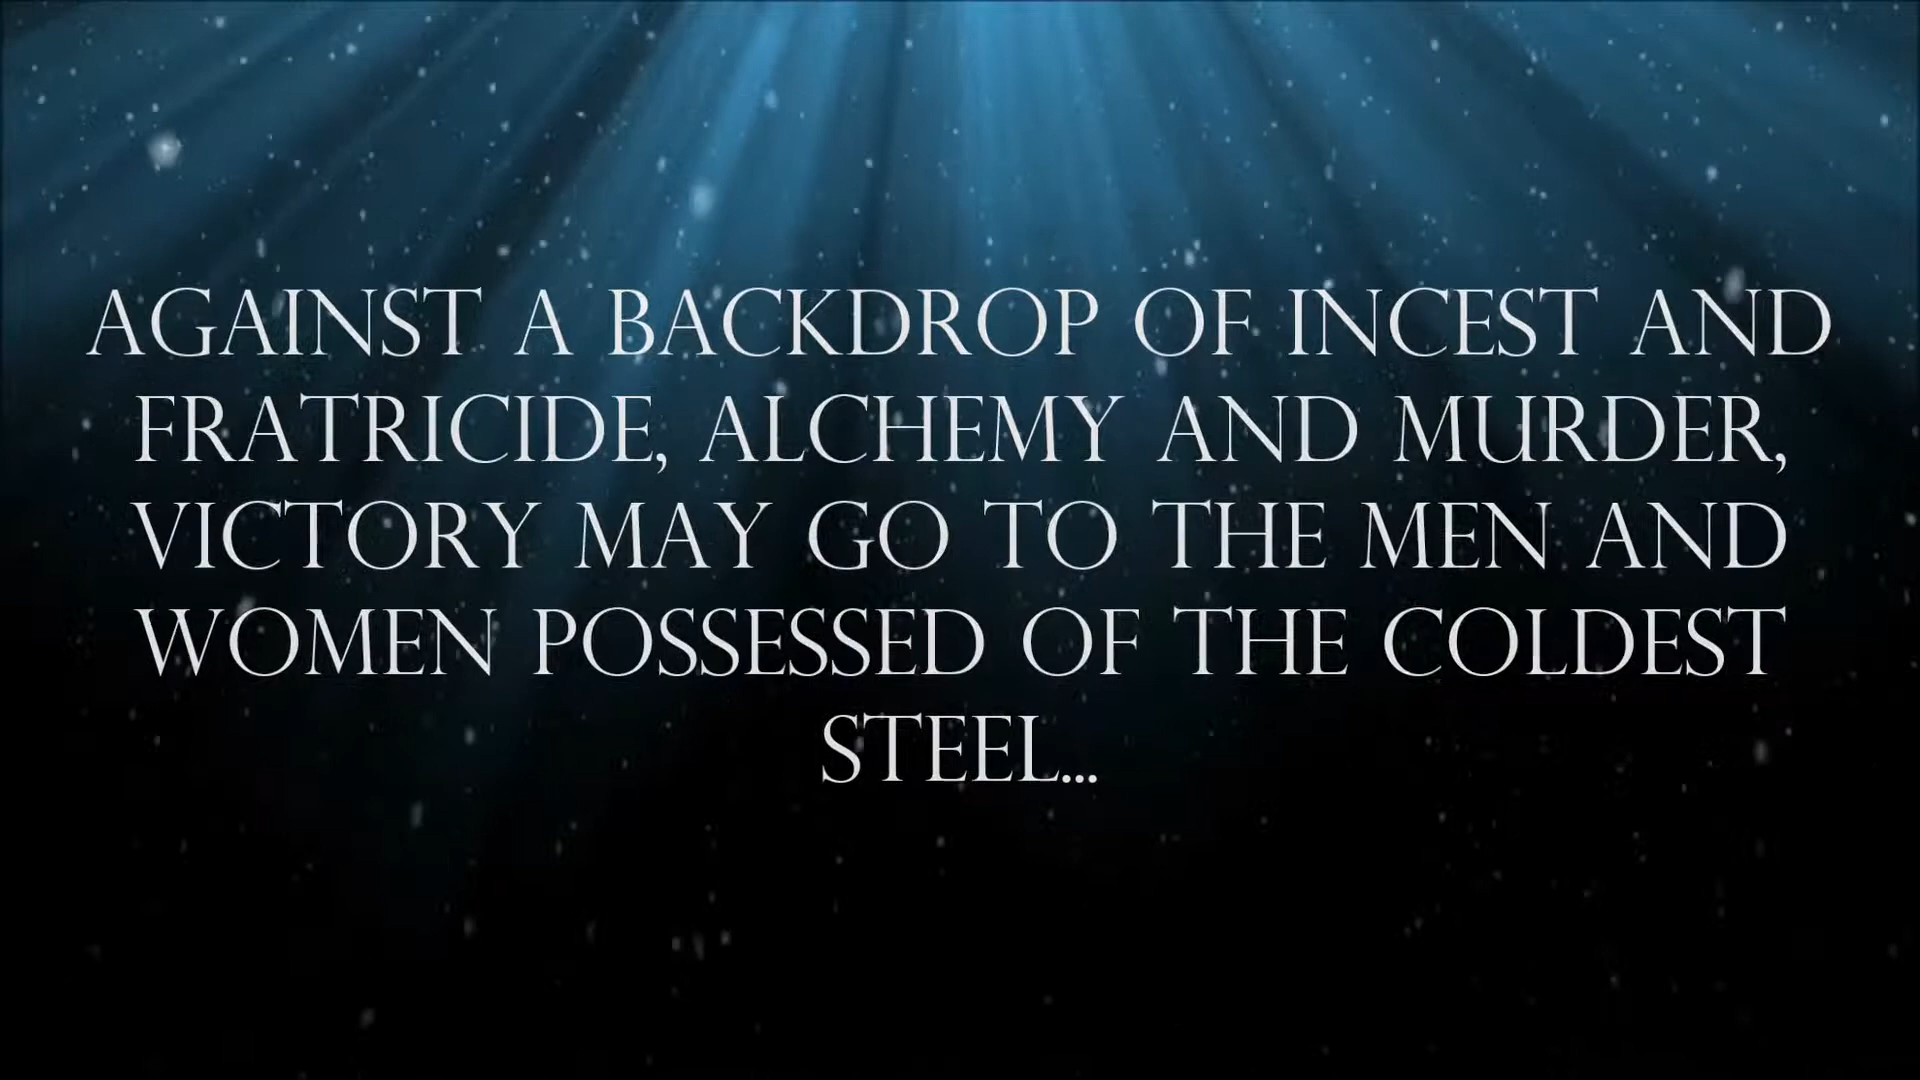 AGAINST A BACKDROP OF INCEST AND
FRATRICIDE, ALCHEMY AND MURDER,
VICTORY MAY GO TO THE MEN AND
WOMEN POSSESSED OF THE COLDEST
STEEL...